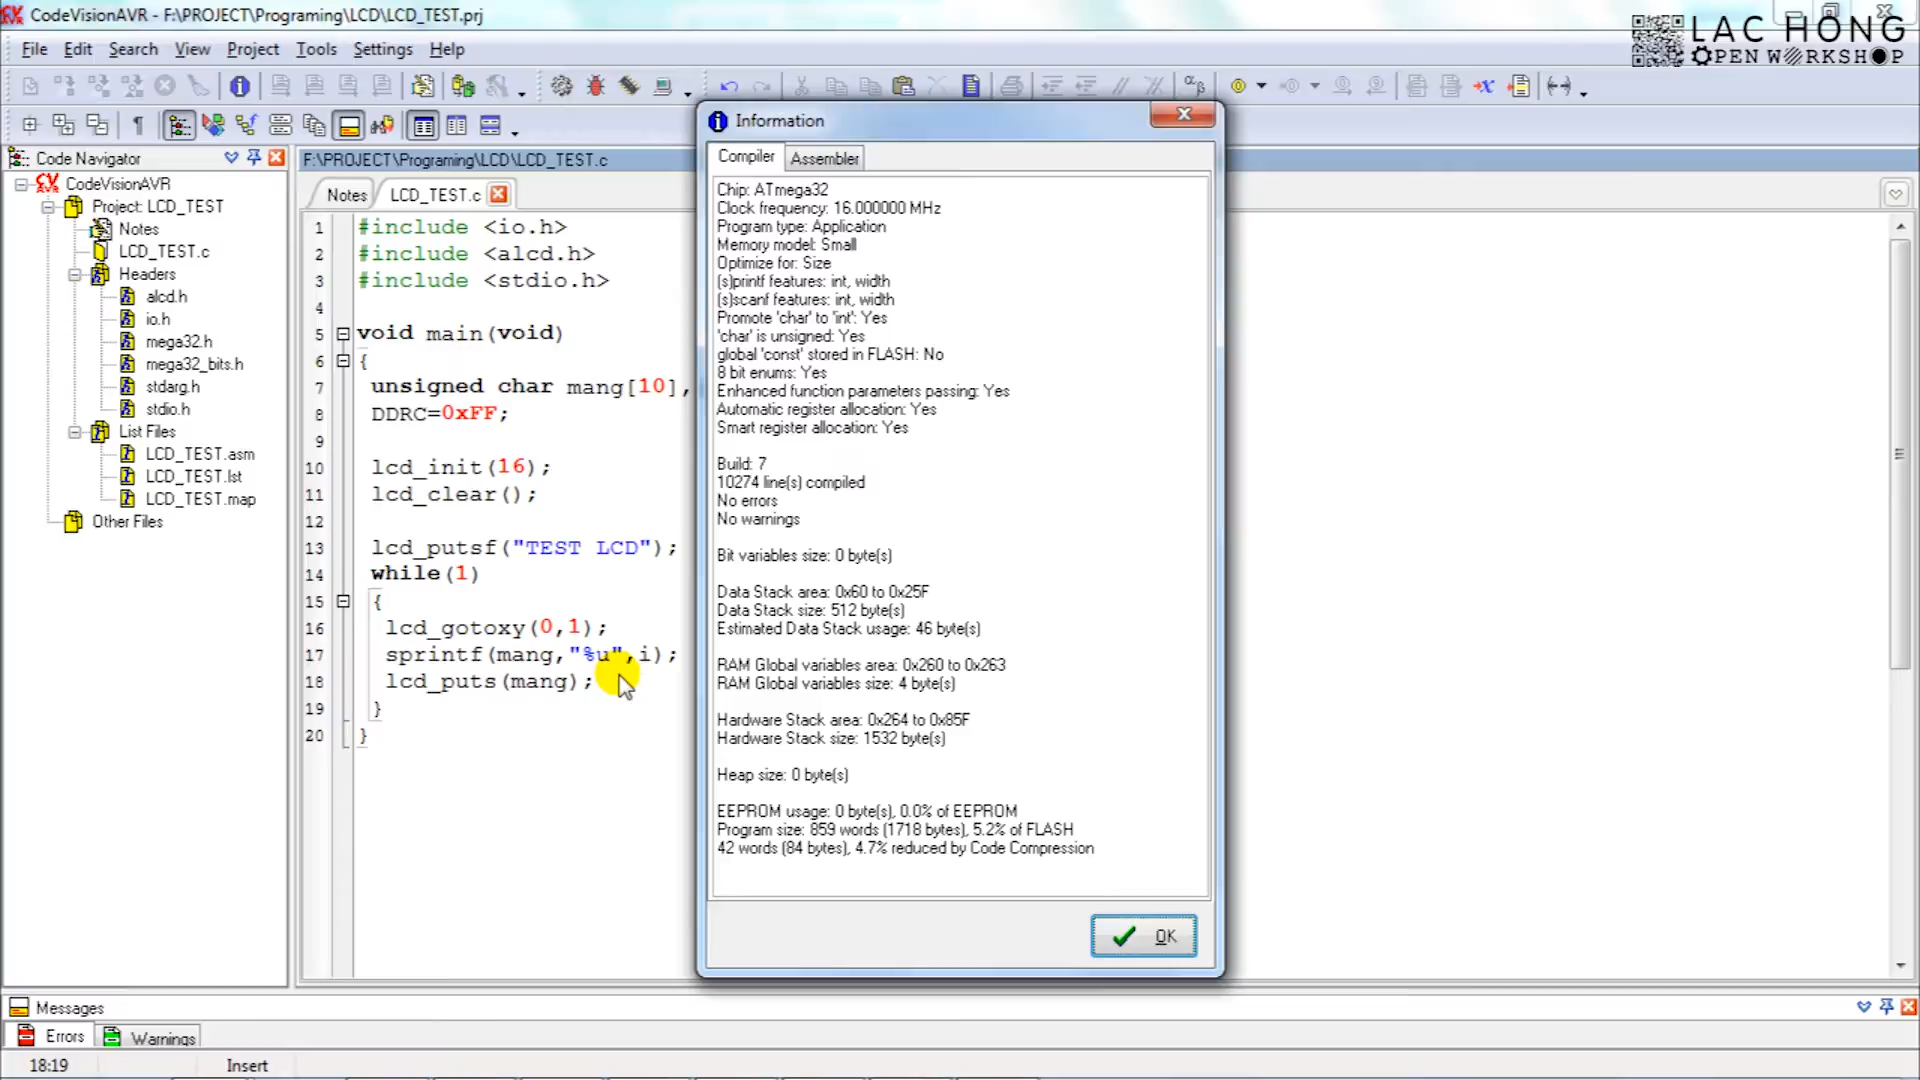 CodeVisionAVR - F:\PROJECT\Programing\LCD\LCD_TEST.prj
LAC HONG
OPEN WORKSHOP
File Edit Search View Project Tools Settings Help
Code Navigator
CodeVisionAVR
Project: LCD_TEST
Notes
LCD_TEST.c
Headers
alcd.h
io.h
mega32.h
mega32_bits.h
stdarg.h
stdio.h
List Files
LCD_TEST.asm
LCD_TEST.lst
LCD_TEST.map
Other Files
F:\PROJECT\Programing\LCD\LCD_TEST.c
Notes LCD_TEST.c
1 #include <io.h>
2 #include <alcd.h>
3 #include <stdio.h>
4
5 void main(void)
6 {
7 unsigned char mang[10],
8 DDRC=0xFF;
9
10 lcd_init(16);
11 lcd_clear();
12
13 lcd_putsf("TEST LCD");
14 while(1)
15 {
16 lcd_gotoxy(0,1);
17 sprintf(mang,"%u",i);
18 lcd_puts(mang);
19 }
20 }
Information
Compiler Assembler
Chip: ATmega32
Clock frequency: 16.000000 MHz
Program type: Application
Memory model: Small
Optimize for: Size
(s)printf features: int, width
(s)scanf features: int, width
Promote 'char' to 'int': Yes
'char' is unsigned: Yes
global 'const' stored in FLASH: No
8 bit enums: Yes
Enhanced function parameters passing: Yes
Automatic register allocation: Yes
Smart register allocation: Yes
Build: 7
10274 line(s) compiled
No errors
No warnings
Bit variables size: 0 byte(s)
Data Stack area: 0x60 to 0x25F
Data Stack size: 512 byte(s)
Estimated Data Stack usage: 46 byte(s)
RAM Global variables area: 0x260 to 0x263
RAM Global variables size: 4 byte(s)
Hardware Stack area: 0x264 to 0x85F
Hardware Stack size: 1532 byte(s)
Heap size: 0 byte(s)
EEPROM usage: 0 byte(s), 0.0% of EEPROM
Program size: 859 words (1718 bytes), 5.2% of FLASH
42 words (84 bytes), 4.7% reduced by Code Compression
OK
Messages
Errors Warnings
18:19 Insert